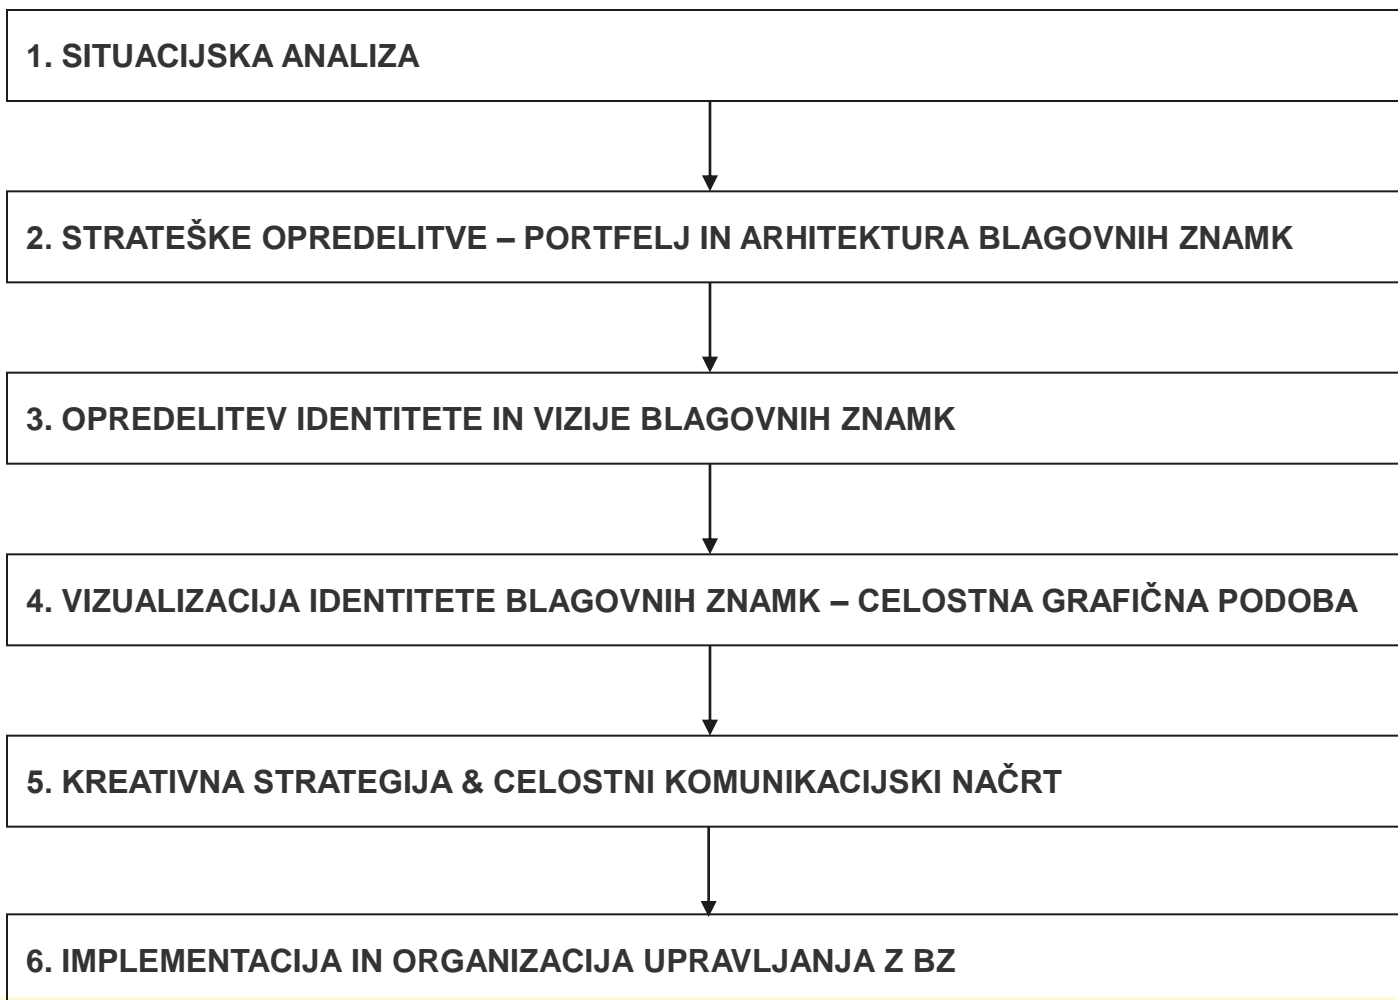 1. SITUACIJSKA ANALIZA
2. STRATEŠKE OPREDELITVE – PORTFELJ IN ARHITEKTURA BLAGOVNIH ZNAMK
3. OPREDELITEV IDENTITETE IN VIZIJE BLAGOVNIH ZNAMK
4. VIZUALIZACIJA IDENTITETE BLAGOVNIH ZNAMK – CELOSTNA GRAFIČNA PODOBA
5. KREATIVNA STRATEGIJA & CELOSTNI KOMUNIKACIJSKI NAČRT
6. IMPLEMENTACIJA IN ORGANIZACIJA UPRAVLJANJA Z BZ